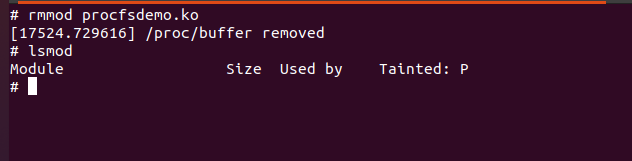 # rmmod procfsdemo.ko
[17524.729616] /proc/buffer removed
# lsmod
Module                  Size  Used by    Tainted: P
#